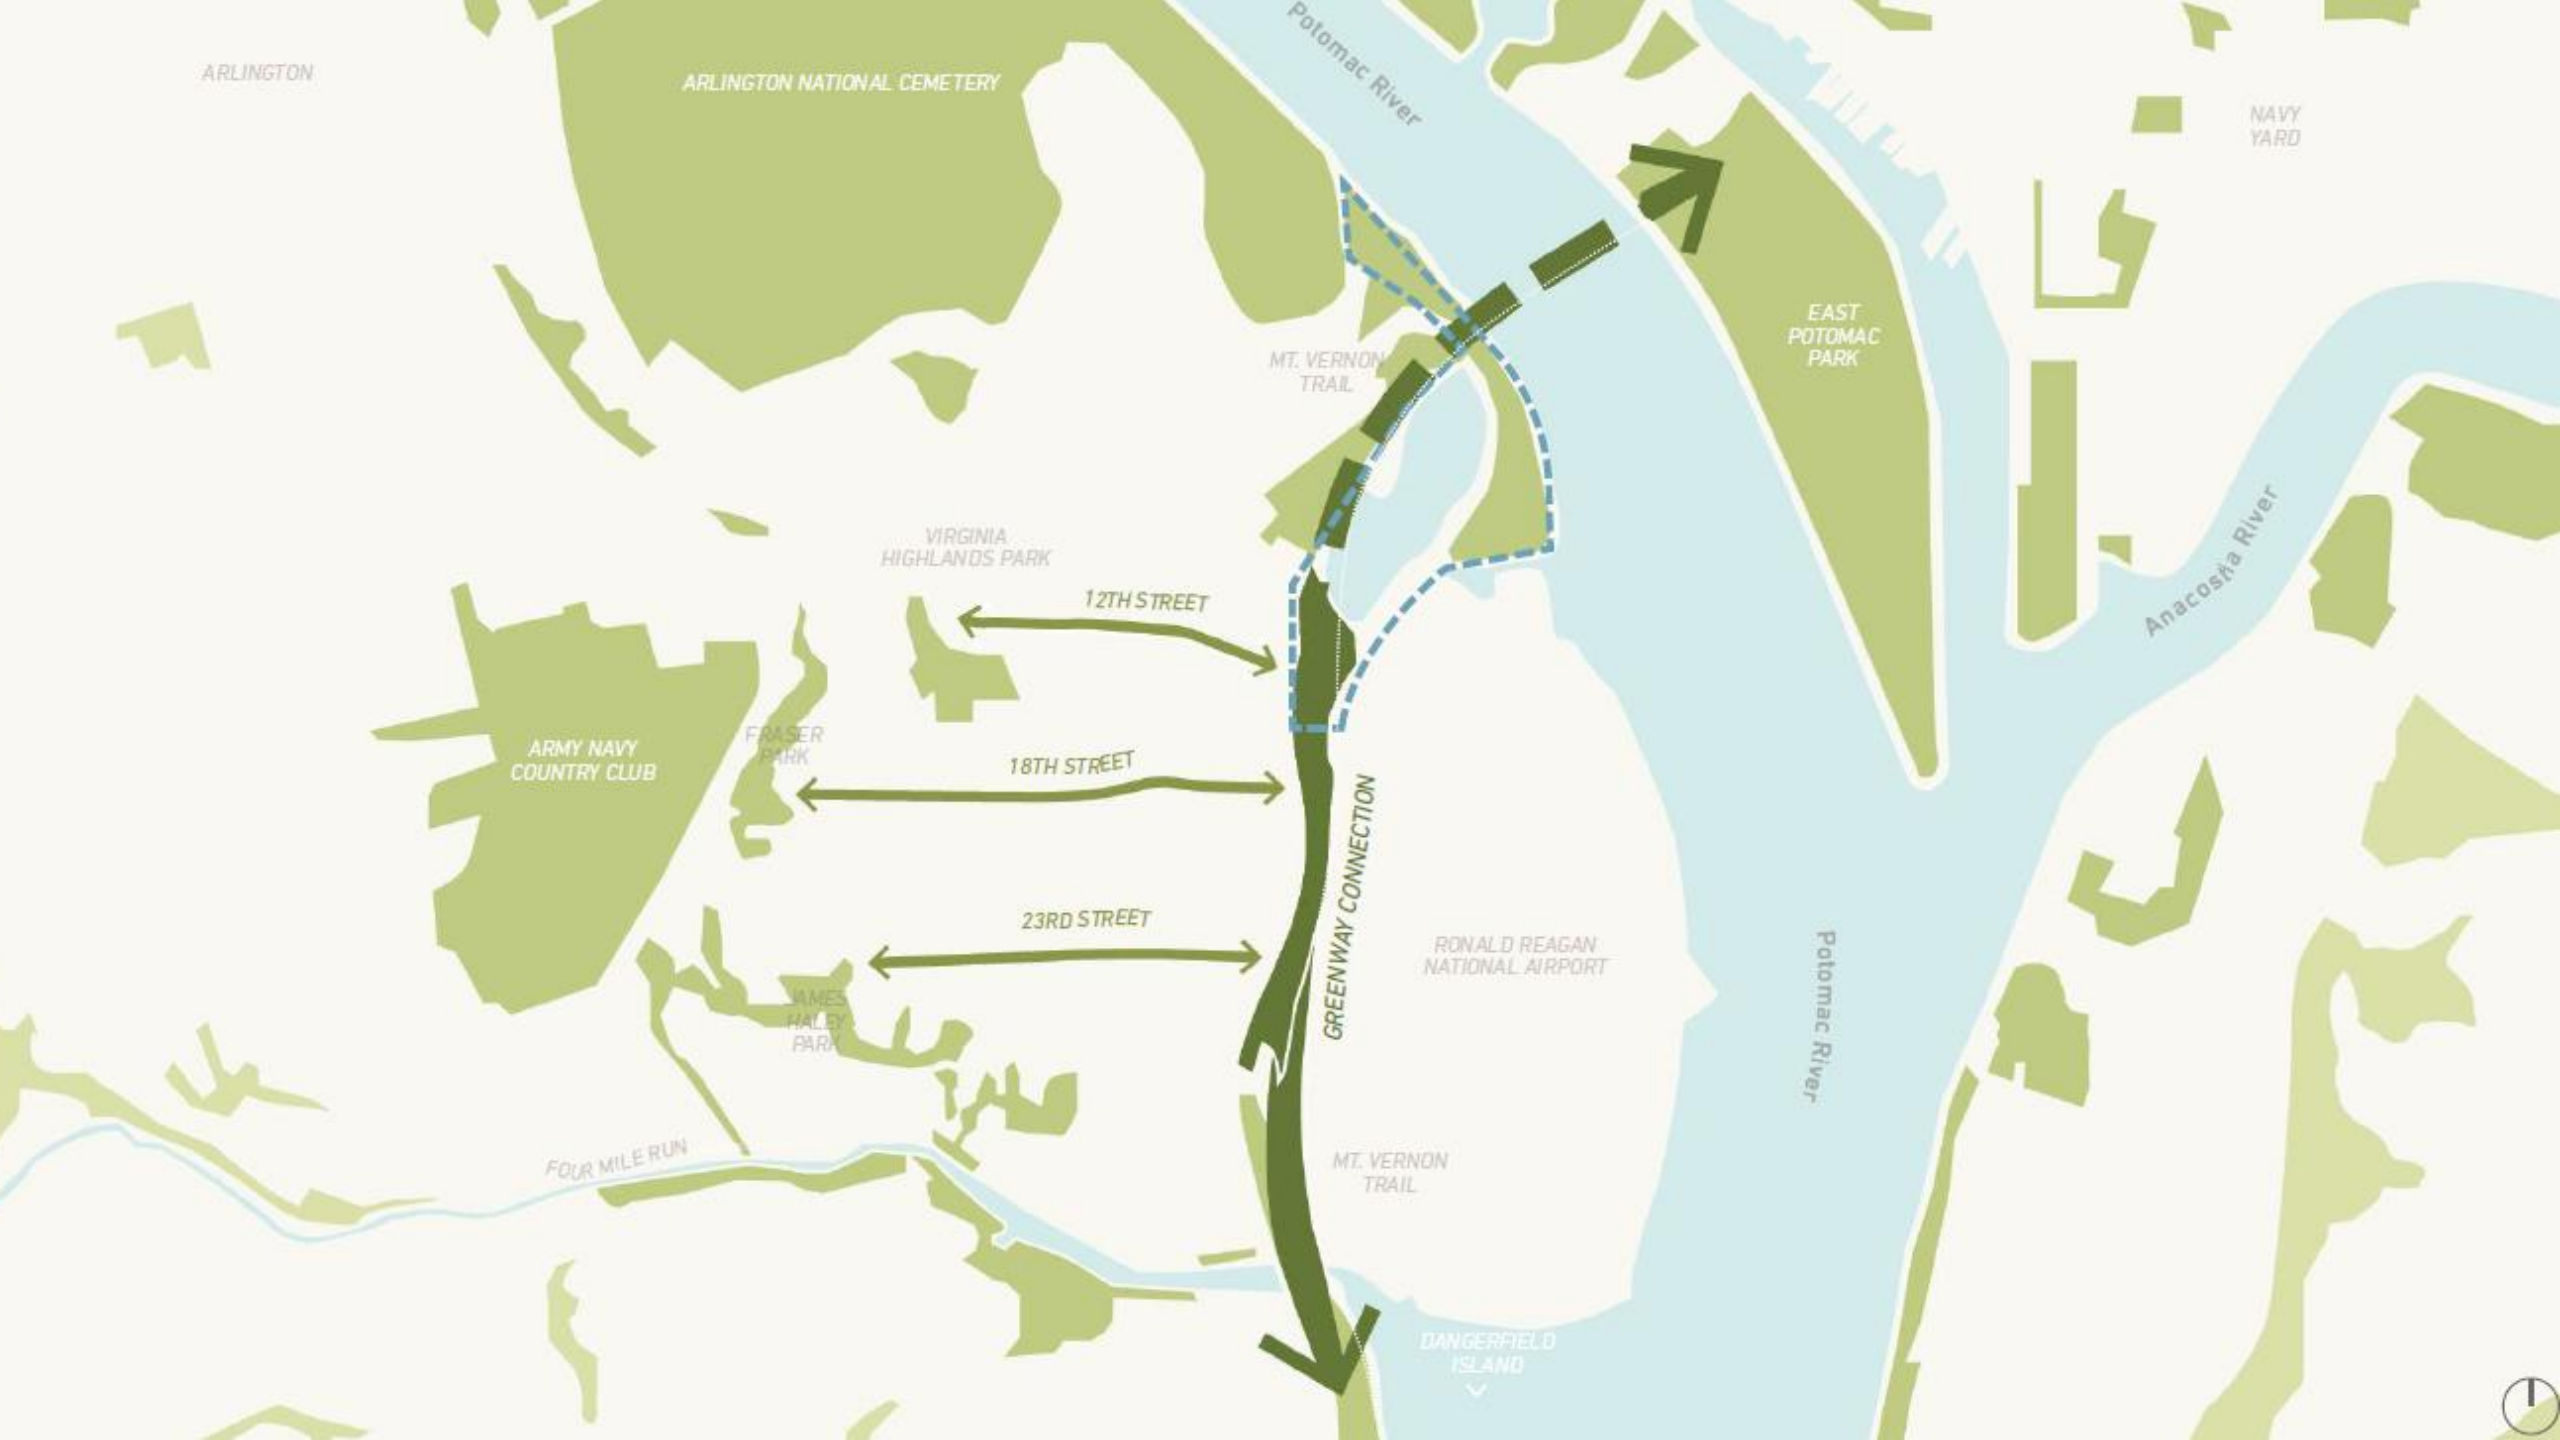 Potomac River
ARLINGTON
ARLINGTON NATIONAL CEMETERY
NAVY
YARD
EAST
POTOMAC
PARK
MT. VERNON
TRAIL
VIRGINIA
HIGHLANDS PARK
Anacostia River
12TH STREET
ARMY NAVY
COUNTRY CLUB
FRASER
PARK
18TH STREET
GREENWAY CONNECTION
23RD STREET
RONALD REAGAN
NATIONAL AIRPORT
Potomac River
JAMES
HALEY
PARK
FOUR MILE RUN
MT. VERNON
TRAIL
DANGERFIELD
ISLAND